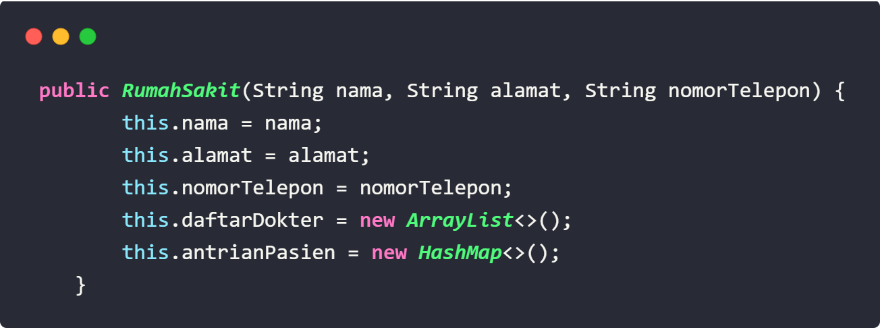 public RumahSakit(String nama, String alamat, String nomorTelepon) {
this.nama = nama;
this.alamat = alamat;
this.nomorTelepon = nomorTelepon;
this.daftarDokter = new ArrayList<>();
this.antrianPasien = new HashMap<>();
}